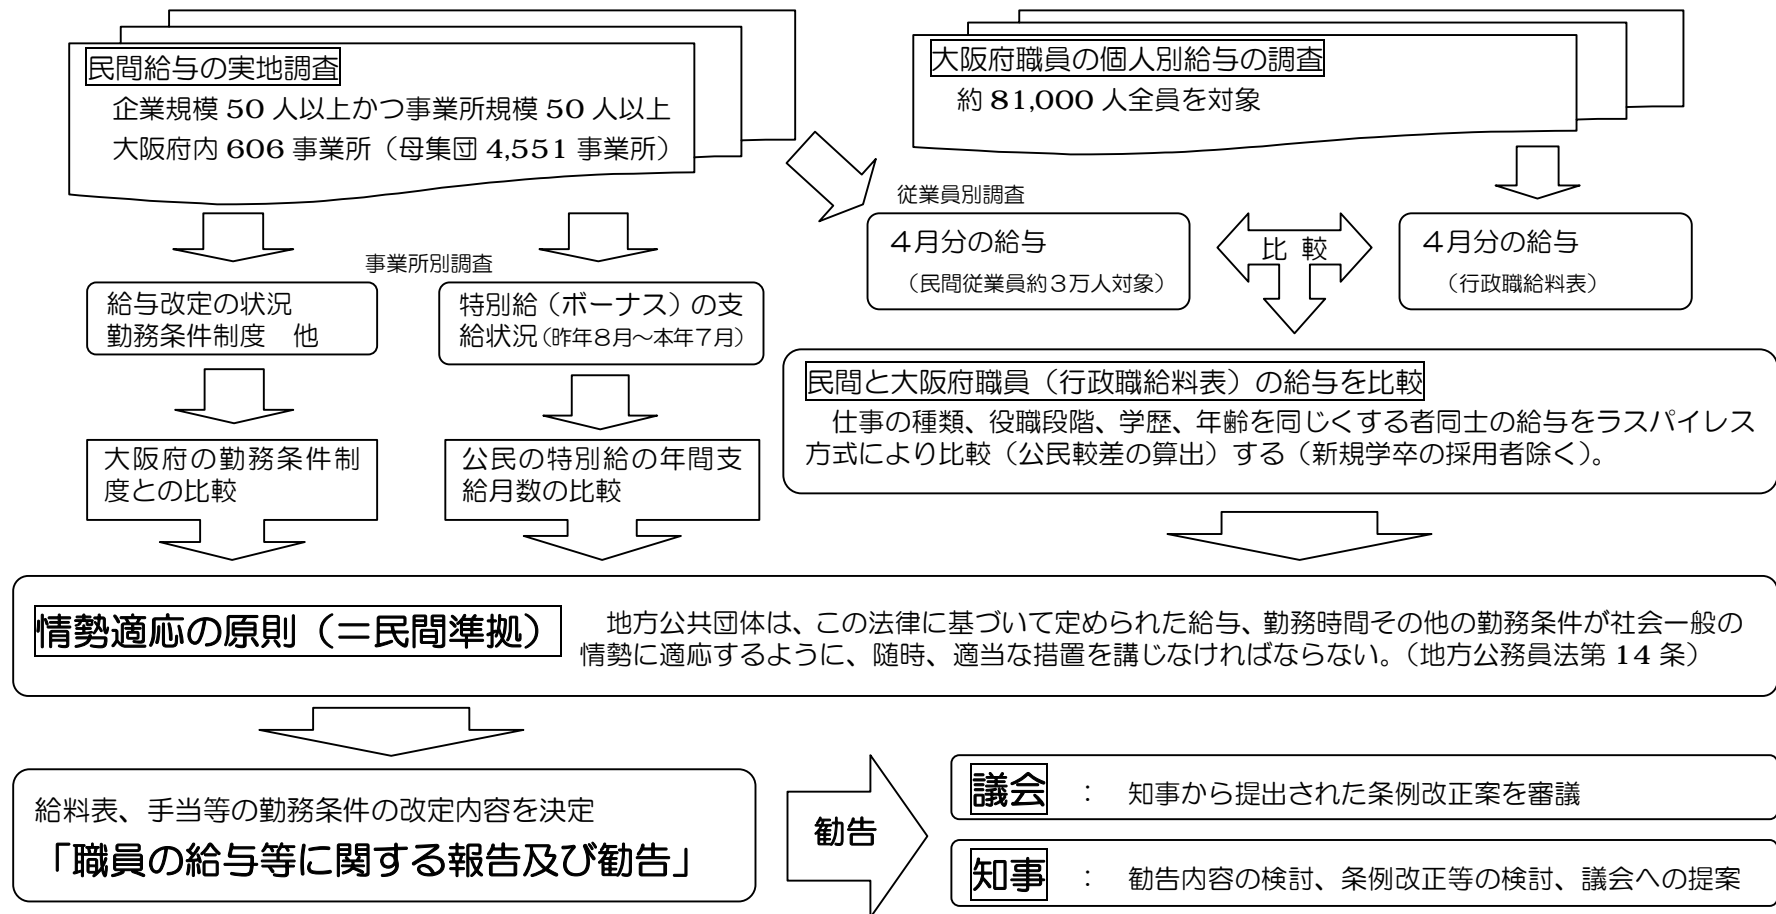 民間給与の実地調査
企業規模 50 人以上かつ事業所規模 50 人以上
大阪府内 606 事業所（母集団 4,551 事業所）
大阪府職員の個人別給与の調査
約 81,000 人全員を対象
従業員別調査
４月分の給与
（民間従業員約３万人対象）
比 較
４月分の給与
（行政職給料表）
事業所別調査
給与改定の状況
勤務条件制度　他
特別給（ボーナス）の支
給状況（昨年８月～本年７月）
民間と大阪府職員（行政職給料表）の給与を比較
仕事の種類、役職段階、学歴、年齢を同じくする者同士の給与をラスパイレス
方式により比較（公民較差の算出）する（新規学卒の採用者除く）。
大阪府の勤務条件制
度との比較
公民の特別給の年間支
給月数の比較
情勢適応の原則（＝民間準拠）
地方公共団体は、この法律に基づいて定められた給与、勤務時間その他の勤務条件が社会一般の
情勢に適応するように、随時、適当な措置を講じなければならない。（地方公務員法第 14 条）
給料表、手当等の勤務条件の改定内容を決定
「職員の給与等に関する報告及び勧告」
勧告
議会　：　知事から提出された条例改正案を審議
知事　：　勧告内容の検討、条例改正等の検討、議会への提案